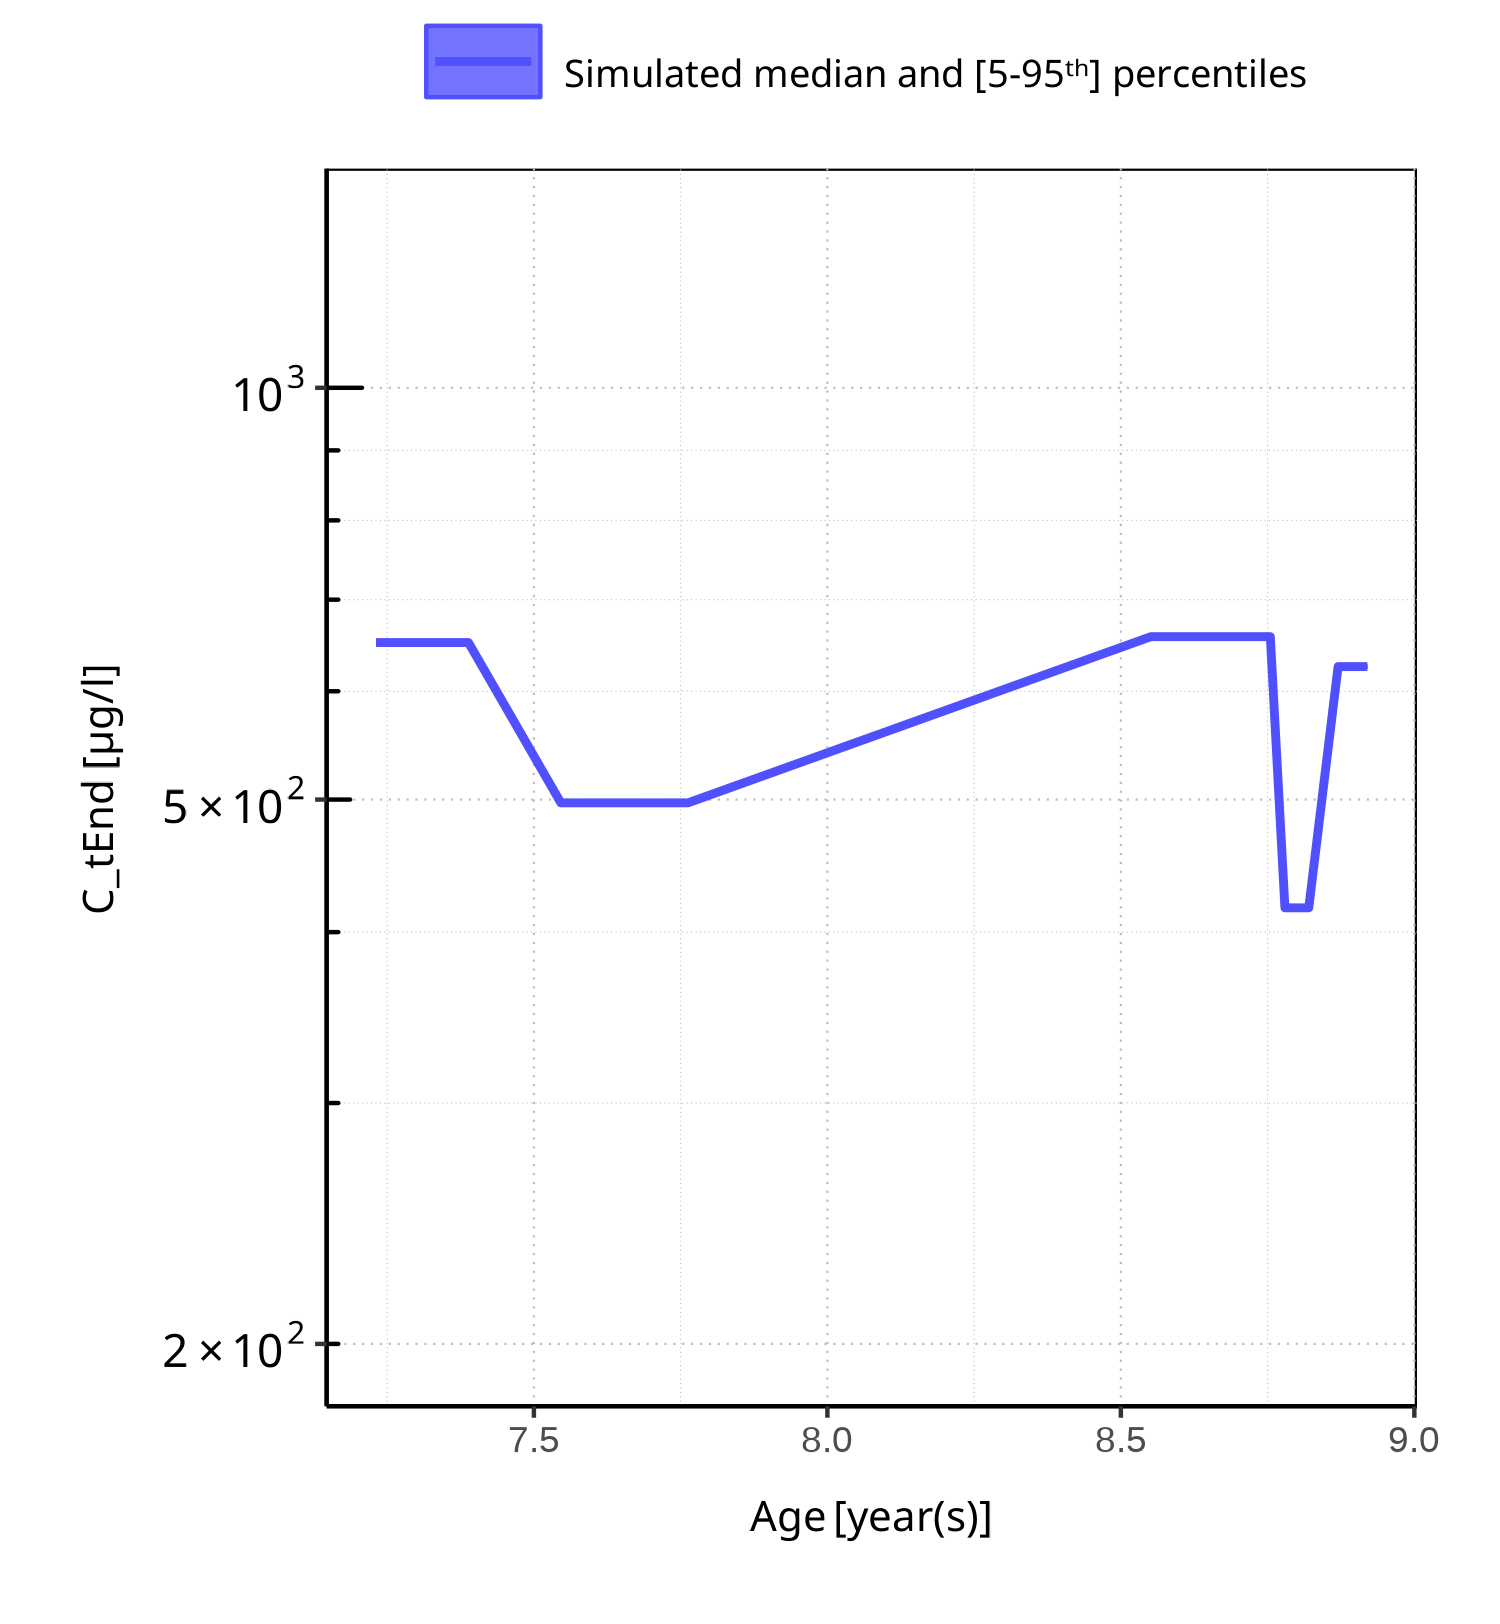 Simulated median and [5-95ᵗʰ] percentiles
10³
5 × 10²
2 × 10²
C_tEnd [µg/l]
7.5 8.0 8.5 9.0
Age [year(s)]